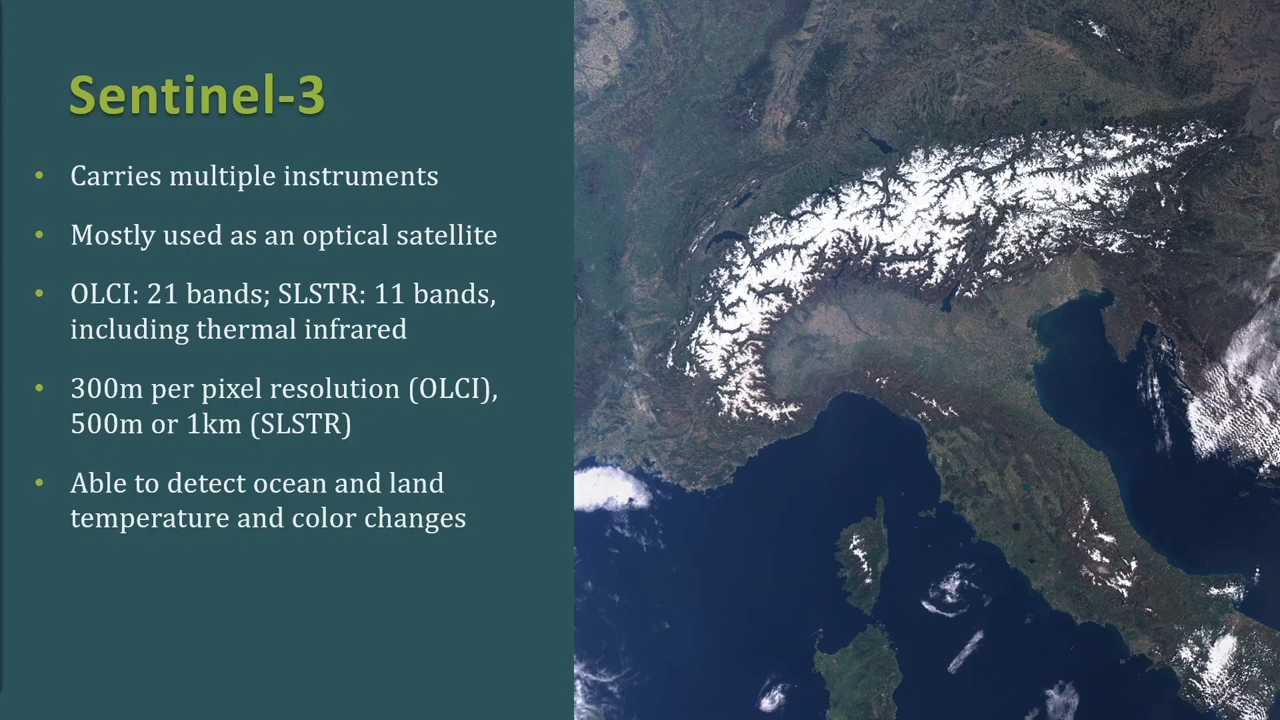 Sentinel-3
• Carries multiple instruments
• Mostly used as an optical satellite
• OLCI: 21 bands; SLSTR: 11 bands,
including thermal infrared
• 300m per pixel resolution (OLCI),
500m or 1km (SLSTR)
• Able to detect ocean and land
temperature and color changes